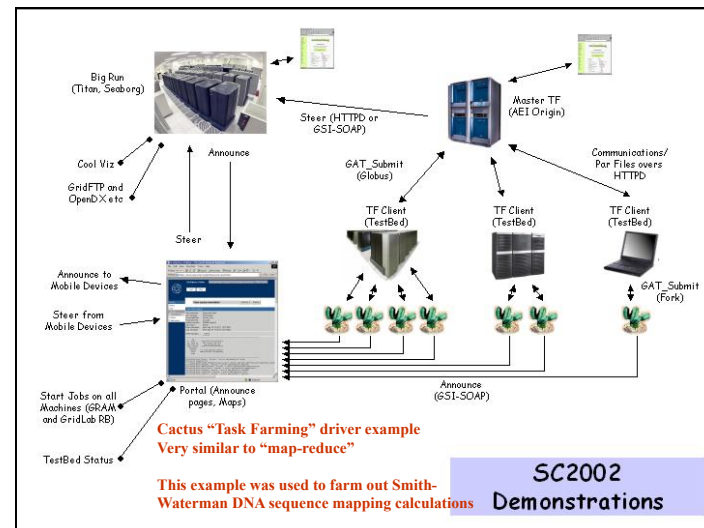 Big Run
(Titan, Seaborg)
Steer (HTTPD or
GSI-SOAP)
Master TF
(AEI Origin)
Cool Viz
GridFTP and
OpenDX etc
Announce
Steer
GAT_Submit
(Globus)
Communications/
Par Files overs
HTTPD
TF Client
(TestBed)
TF Client
(TestBed)
TF Client
(TestBed)
GAT_Submit
(Fork)
Announce to
Mobile Devices
Steer from
Mobile Devices
Start Jobs on all
Machines (GRAM
and GridLab RB)
TestBed Status
Portal (Announce
pages, Maps)
Announce
(GSI-SOAP)
Cactus “Task Farming” driver example
Very similar to “map-reduce”
This example was used to farm out Smith-
Waterman DNA sequence mapping calculations
SC2002
Demonstrations